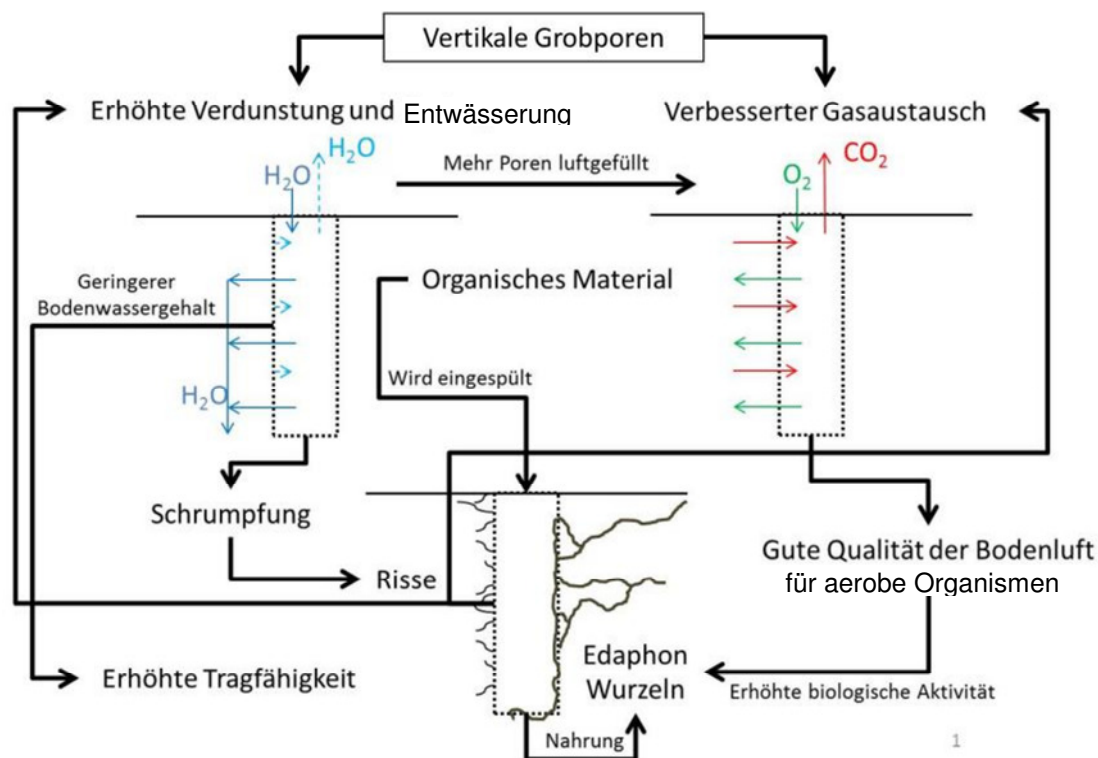 Vertikale Grobporen
Erhöhte Verdunstung und Entwässerung
Verbesserter Gasaustausch
H₂O
H₂O
Mehr Poren luftgefüllt
O₂
CO₂
Geringerer
Bodenwassergehalt
Organisches Material
H₂O
Wird eingespült
Schrumpfung
Risse
Gute Qualität der Bodenluft
für aerobe Organismen
Erhöhte Tragfähigkeit
Edaphon
Wurzeln
Erhöhte biologische Aktivität
Nahrung
1